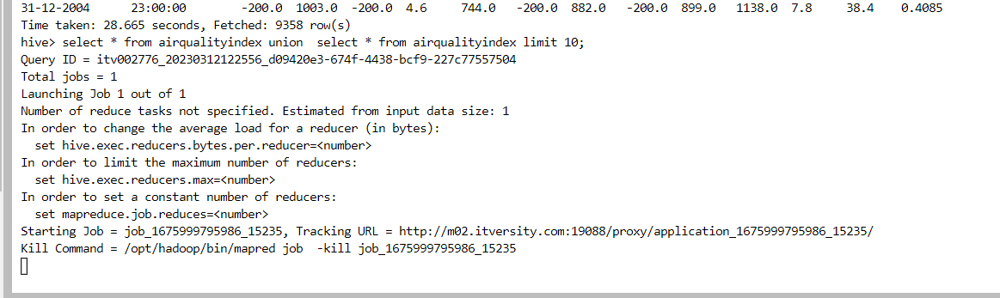 31-12-2004 23:00:00 -200.0 1003.0 -200.0 4.6 744.0 -200.0 882.0 -200.0 899.0 1138.0 7.8 38.4 0.4085
Time taken: 28.665 seconds, Fetched: 9358 row(s)
hive> select * from airqualityindex union  select * from airqualityindex limit 10;
Query ID = itv002776_20230312122556_d09420e3-674f-4438-bcf9-227c77557504
Total jobs = 1
Launching Job 1 out of 1
Number of reduce tasks not specified. Estimated from input data size: 1
In order to change the average load for a reducer (in bytes):
  set hive.exec.reducers.bytes.per.reducer=<number>
In order to limit the maximum number of reducers:
  set hive.exec.reducers.max=<number>
In order to set a constant number of reducers:
  set mapreduce.job.reduces=<number>
Starting Job = job_1675999795986_15235, Tracking URL = http://m02.itversity.com:19088/proxy/application_1675999795986_15235/
Kill Command = /opt/hadoop/bin/mapred job  -kill job_1675999795986_15235